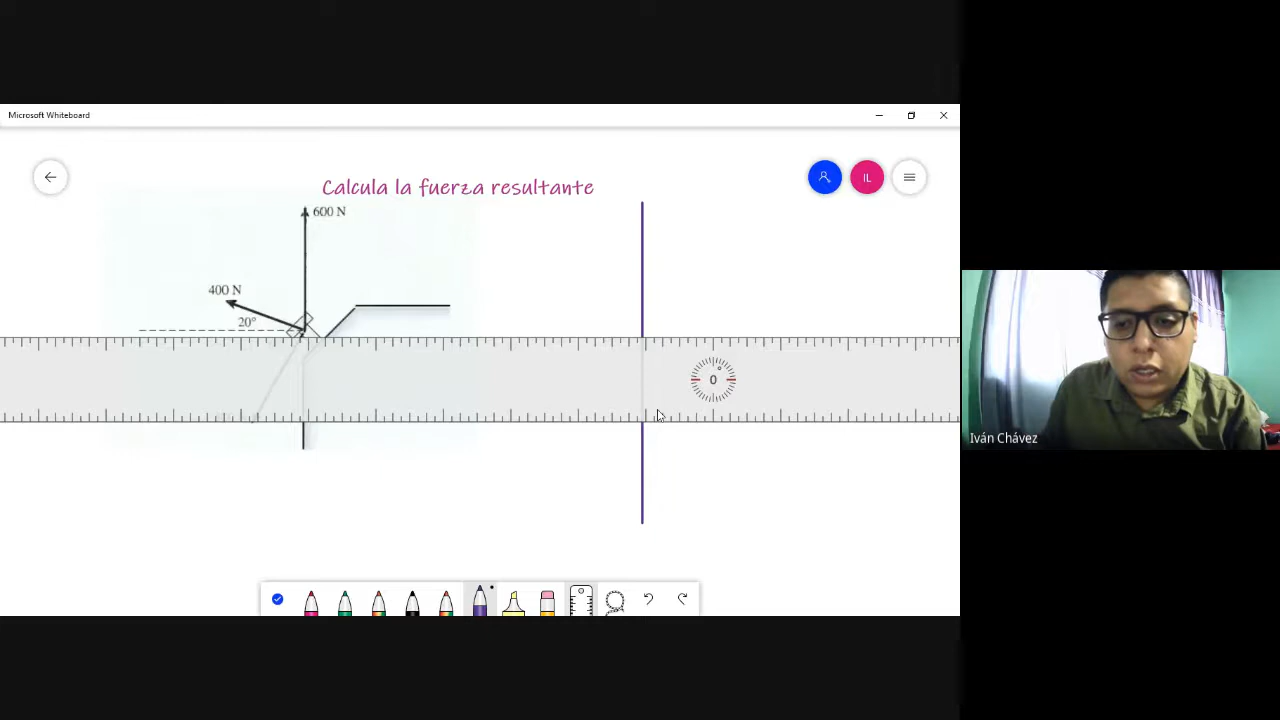 Microsoft Whiteboard
Calcula la fuerza resultante
IL
600 N
400 N
20°
0
Iván Chávez